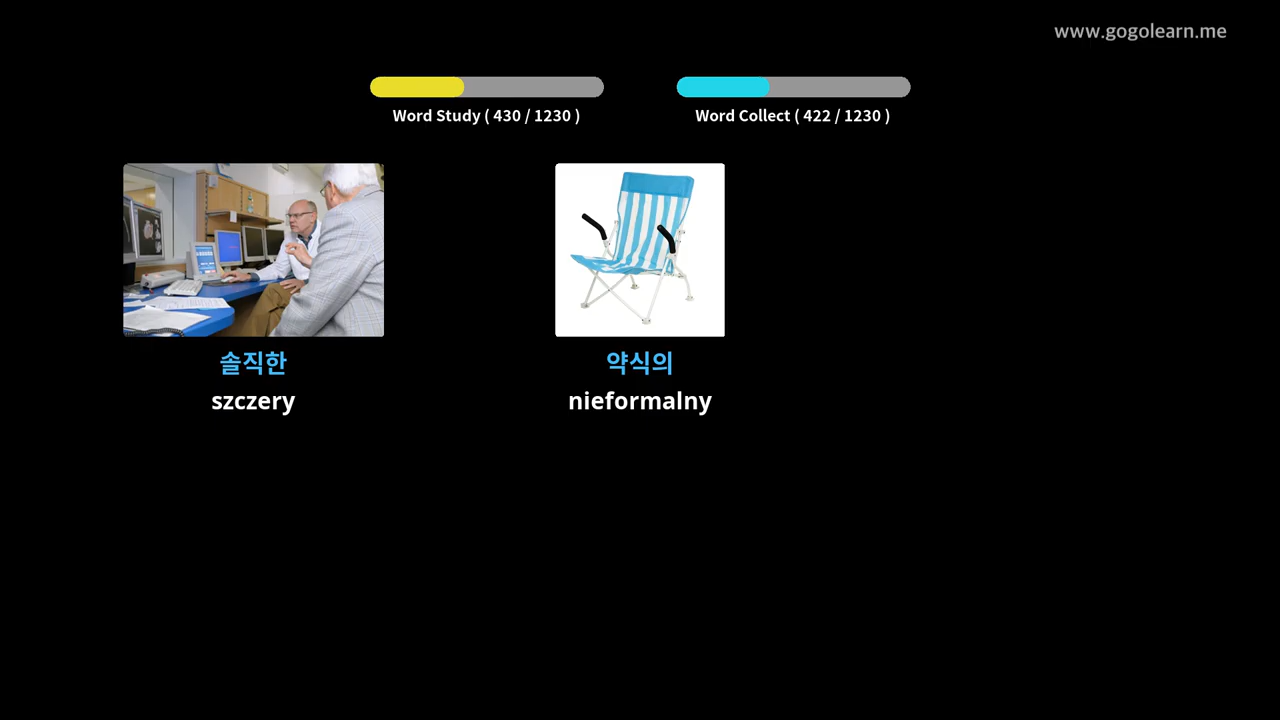 www.gogolearn.me
Word Study ( 430 / 1230 )
Word Collect ( 422 / 1230 )
솔직한
szczery
약식의
nieformalny